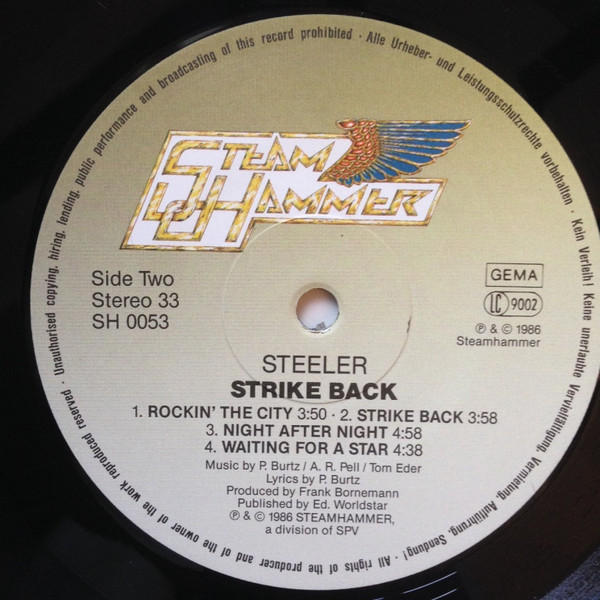 Unauthorised copying, hiring, lending, public performance and broadcasting of this record prohibited · Alle Urheber- und Leistungsschutzrechte vorbehalten · Kein Verleih! Keine unerlaubte Vervielfältigung, Vermietung, Aufführung, Sendung! · All rights of the producer and of the owner of the work reproduced reserved ·
STEAM
HAMMER
Side Two
Stereo 33
SH 0053
GEMA
LC 9002
℗ & © 1986
Steamhammer
STEELER
STRIKE BACK
1. ROCKIN' THE CITY 3:50 · 2. STRIKE BACK 3:58
3. NIGHT AFTER NIGHT 4:58
4. WAITING FOR A STAR 4:38
Music by P. Burtz / A. R. Pell / Tom Eder
Lyrics by P. Burtz
Produced by Frank Bornemann
Published by Ed. Worldstar
℗ & © 1986 STEAMHAMMER,
a division of SPV